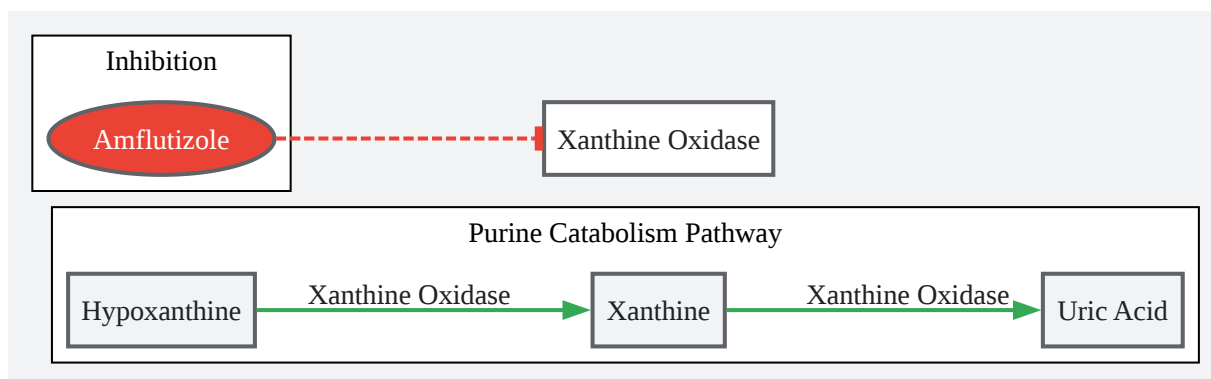 Inhibition
Amflutizole
Xanthine Oxidase
Purine Catabolism Pathway
Hypoxanthine
Xanthine Oxidase
Xanthine
Xanthine Oxidase
Uric Acid